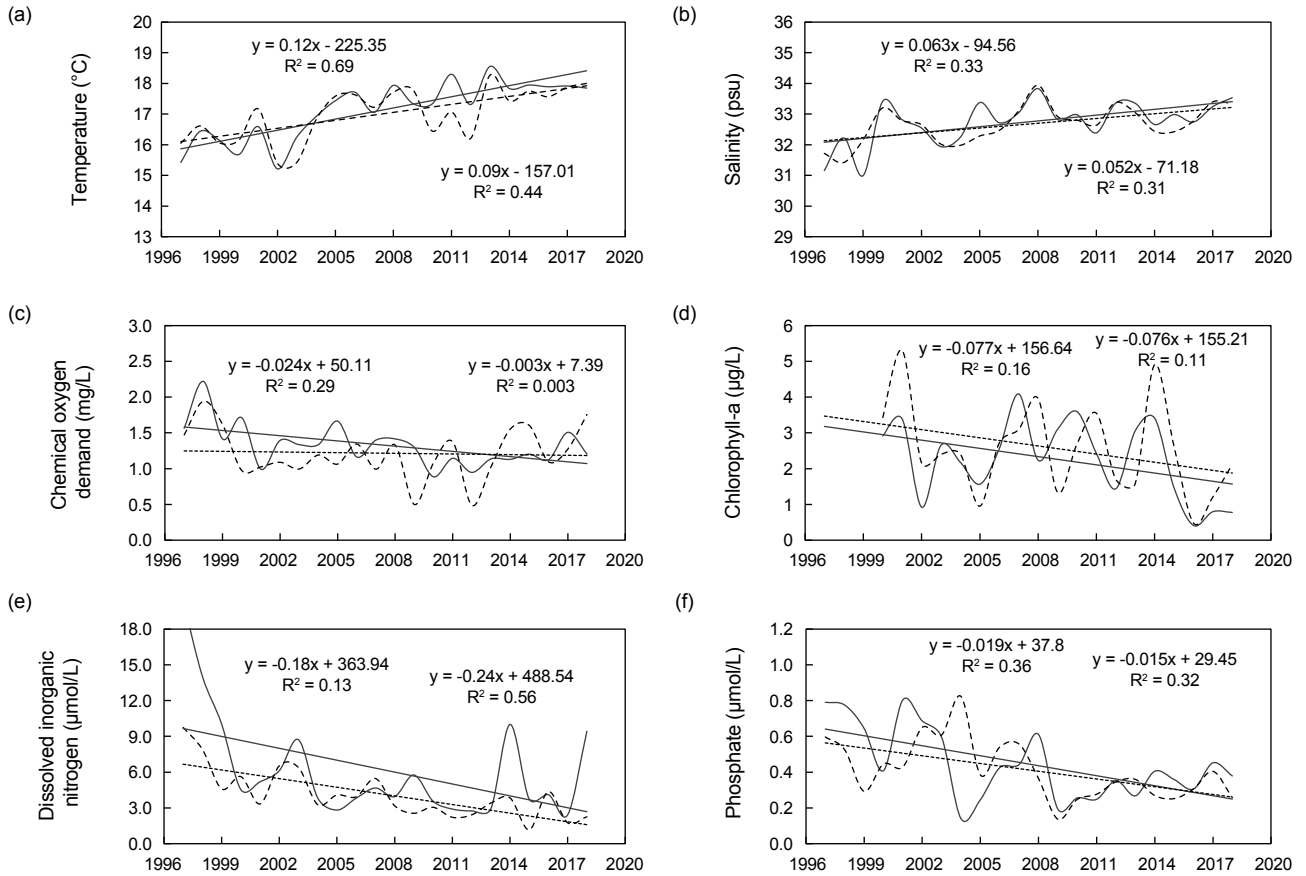 (a)
Temperature (°C)
20
19
18
17
16
15
14
13
y = 0.12x - 225.35
R² = 0.69
y = 0.09x - 157.01
R² = 0.44
1996 1999 2002 2005 2008 2011 2014 2017 2020
(b)
Salinity (psu)
36
35
34
33
32
31
30
29
y = 0.063x - 94.56
R² = 0.33
y = 0.052x - 71.18
R² = 0.31
1996 1999 2002 2005 2008 2011 2014 2017 2020
(c)
Chemical oxygen
demand (mg/L)
3.0
2.5
2.0
1.5
1.0
0.5
0.0
y = -0.024x + 50.11
R² = 0.29
y = -0.003x + 7.39
R² = 0.003
1996 1999 2002 2005 2008 2011 2014 2017 2020
(d)
Chlorophyll-a (µg/L)
6
5
4
3
2
1
0
y = -0.077x + 156.64
R² = 0.16
y = -0.076x + 155.21
R² = 0.11
1996 1999 2002 2005 2008 2011 2014 2017 2020
(e)
Dissolved inorganic
nitrogen (µmol/L)
18.0
15.0
12.0
9.0
6.0
3.0
0.0
y = -0.18x + 363.94
R² = 0.13
y = -0.24x + 488.54
R² = 0.56
1996 1999 2002 2005 2008 2011 2014 2017 2020
(f)
Phosphate (µmol/L)
1.2
1.0
0.8
0.6
0.4
0.2
0.0
y = -0.019x + 37.8
R² = 0.36
y = -0.015x + 29.45
R² = 0.32
1996 1999 2002 2005 2008 2011 2014 2017 2020